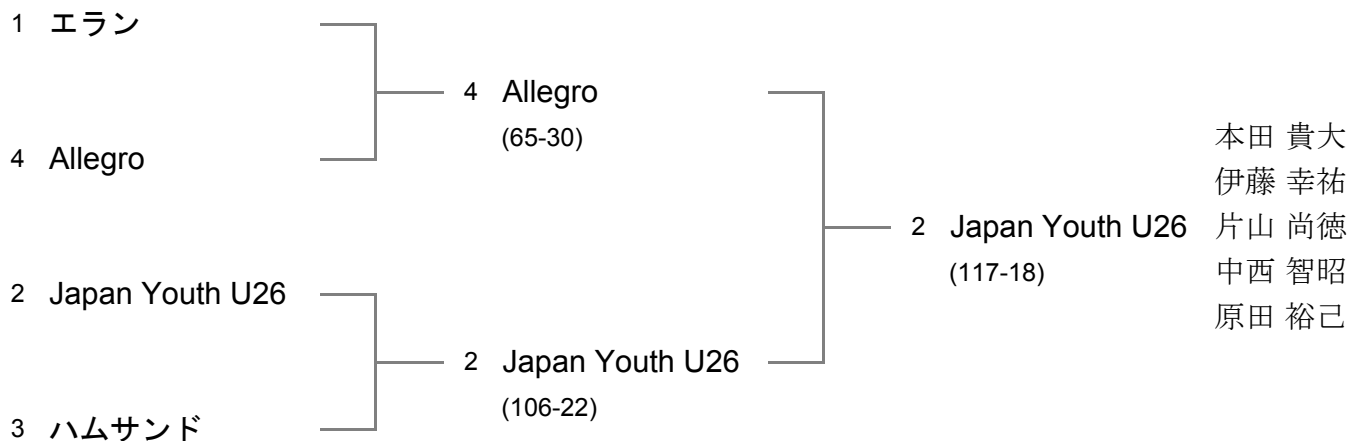 1 エラン
4 Allegro
(65-30)
4 Allegro
本田 貴大
伊藤 幸祐
片山 尚徳
中西 智昭
原田 裕己
2 Japan Youth U26
(117-18)
2 Japan Youth U26
2 Japan Youth U26
(106-22)
3 ハムサンド